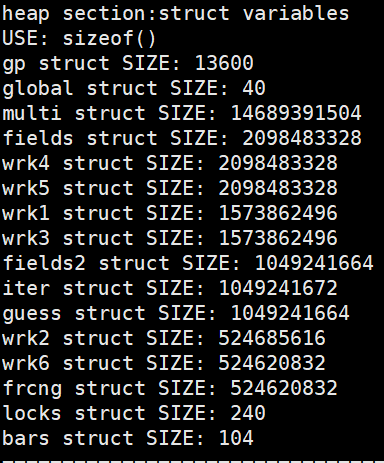 heap section:struct variables
USE: sizeof()
gp struct SIZE: 13600
global struct SIZE: 40
multi struct SIZE: 14689391504
fields struct SIZE: 2098483328
wrk4 struct SIZE: 2098483328
wrk5 struct SIZE: 2098483328
wrk1 struct SIZE: 1573862496
wrk3 struct SIZE: 1573862496
fields2 struct SIZE: 1049241664
iter struct SIZE: 1049241672
guess struct SIZE: 1049241664
wrk2 struct SIZE: 524685616
wrk6 struct SIZE: 524620832
frcng struct SIZE: 524620832
locks struct SIZE: 240
bars struct SIZE: 104